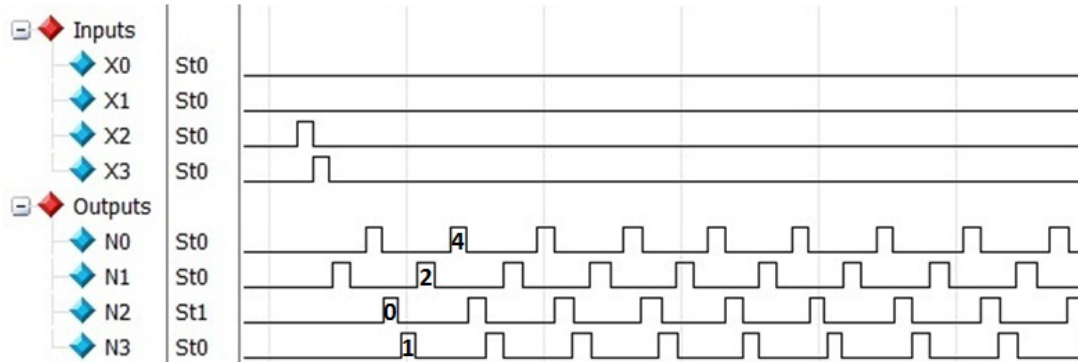 Inputs
X0 St0
X1 St0
X2 St0
X3 St0
Outputs
N0 St0 4
N1 St0 2
N2 St1 0
N3 St0 1